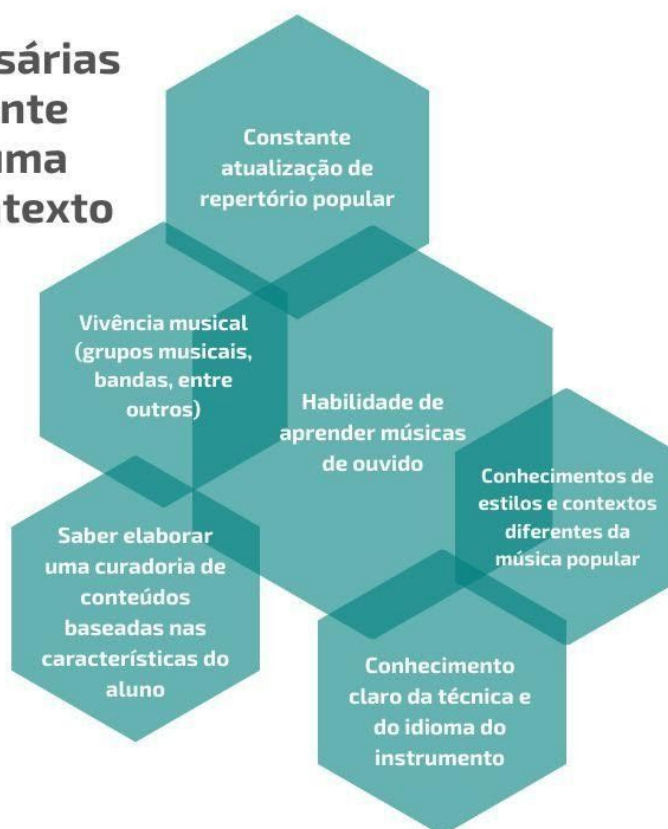 sárias
nte
uma
ntexto
Constante
atualização de
repertório popular
Vivência musical
(grupos musicais,
bandas, entre
outros)
Habilidade de
aprender músicas
de ouvido
Conhecimentos de
estilos e contextos
diferentes da
música popular
Saber elaborar
uma curadoria de
conteúdos
baseadas nas
características do
aluno
Conhecimento
claro da técnica e
do idioma do
instrumento